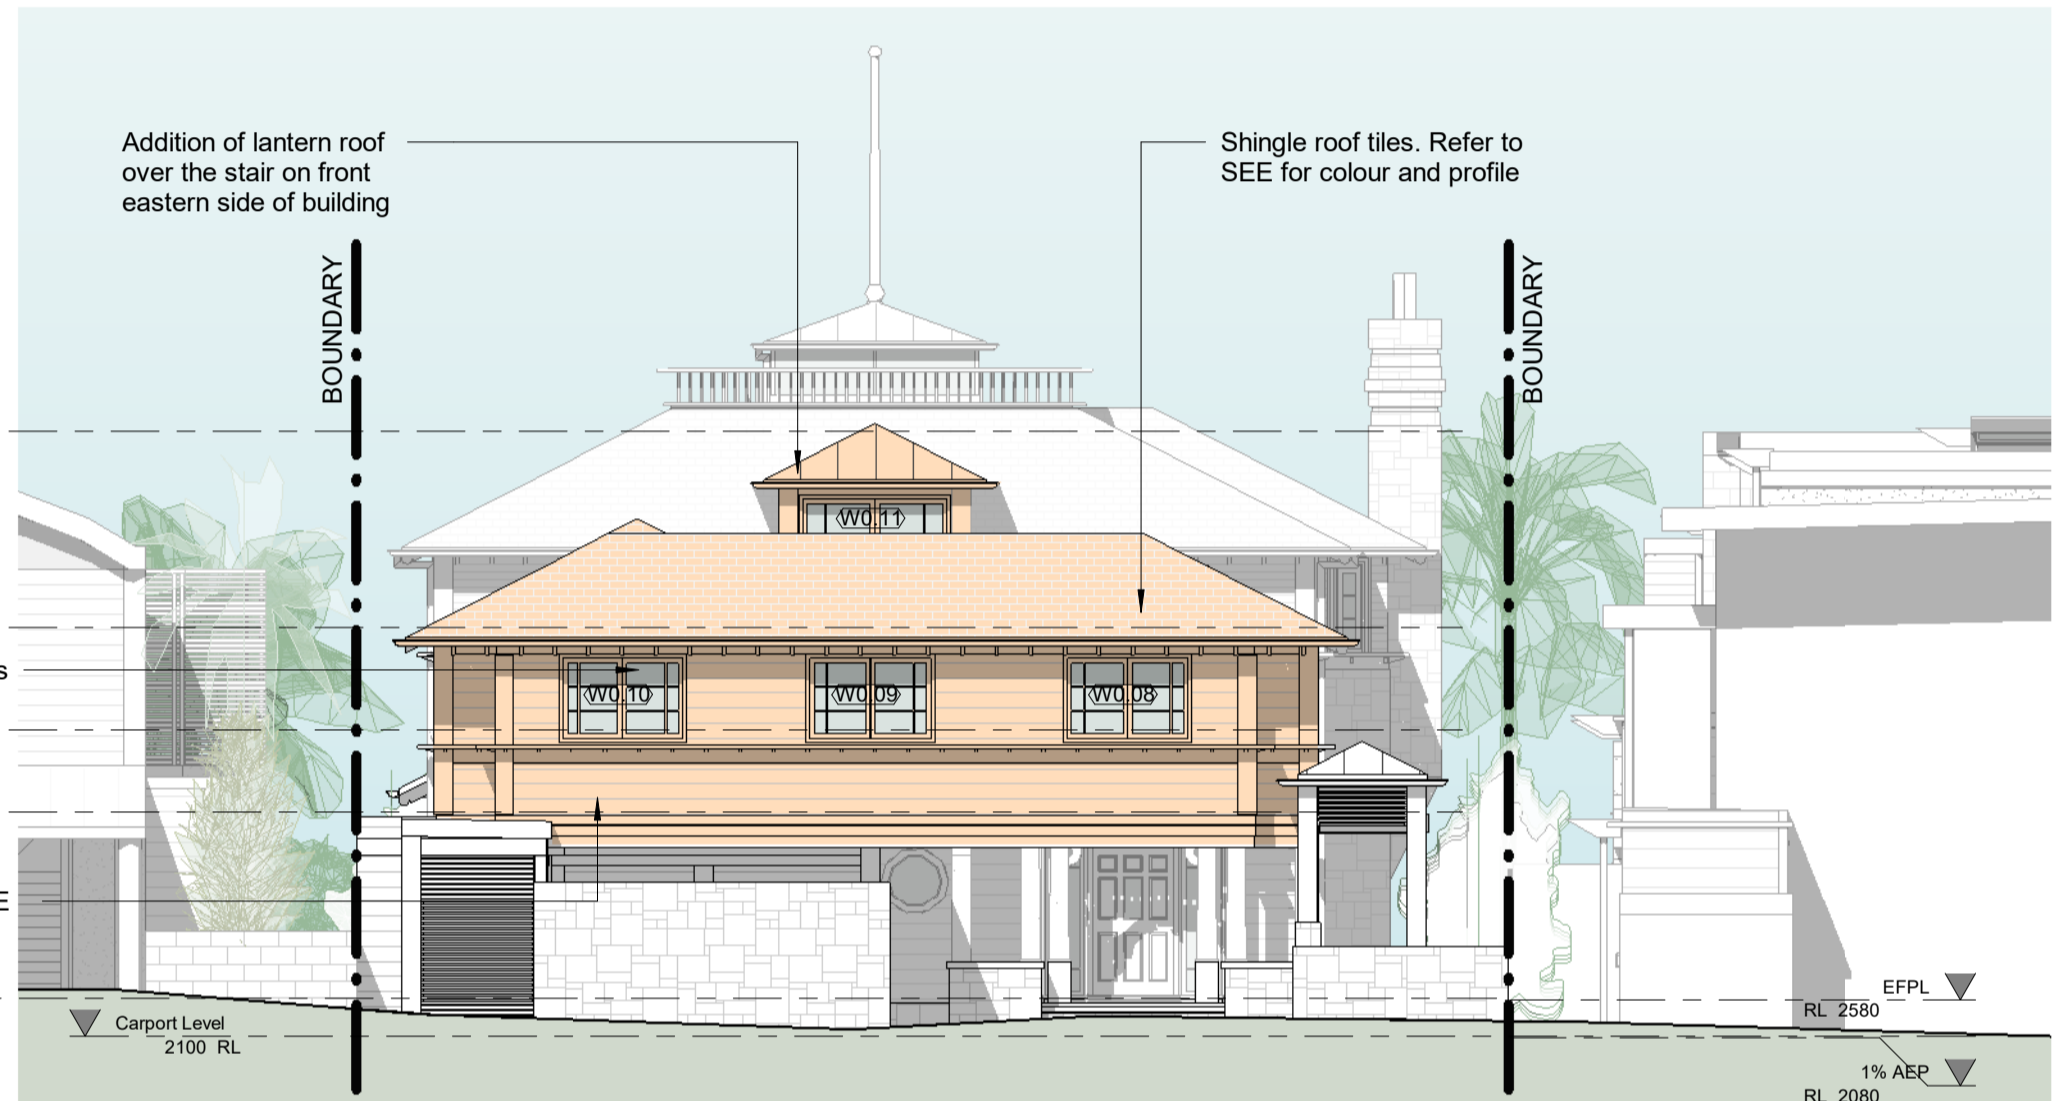 Addition of lantern roof
over the stair on front
eastern side of building
Shingle roof tiles. Refer to
SEE for colour and profile
BOUNDARY
BOUNDARY
W0.11
W0.10
W0.09
W0.08
EFPL
RL 2580
Carport Level
2100 RL
1% AEP
RL 2080